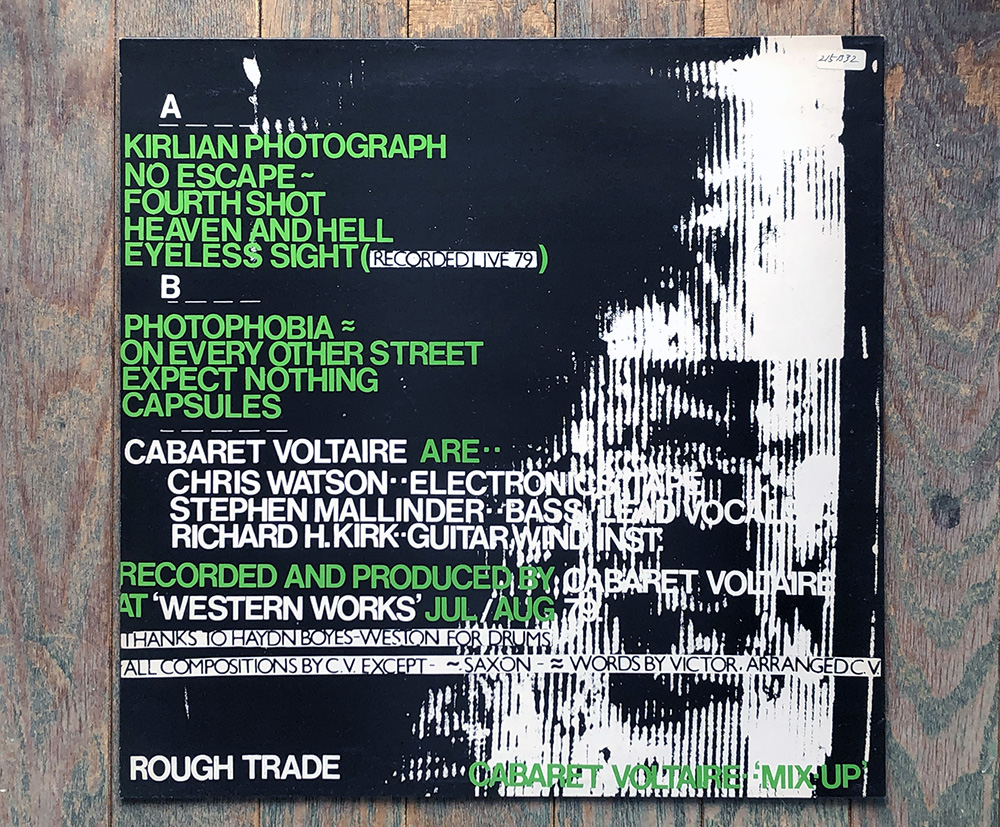 215-1132
A
KIRLIAN PHOTOGRAPH
NO ESCAPE ~
FOURTH SHOT
HEAVEN AND HELL
EYELESS SIGHT (RECORDED LIVE 79)
B
PHOTOPHOBIA ≈
ON EVERY OTHER STREET
EXPECT NOTHING
CAPSULES
CABARET VOLTAIRE ARE··
CHRIS WATSON··ELECTRONICS, TAPE
STEPHEN MALLINDER··BASS, LEAD VOCALS
RICHARD H.KIRK·GUITAR, WIND INST.
RECORDED AND PRODUCED BY CABARET VOLTAIRE
AT 'WESTERN WORKS' JUL/AUG 79
THANKS TO HAYDN BOYES-WESTON FOR DRUMS
ALL COMPOSITIONS BY C.V. EXCEPT - ~ SAXON - ≈ WORDS BY VICTOR. ARRANGED C.V.
ROUGH TRADE
CABARET VOLTAIRE·'MIX-UP'